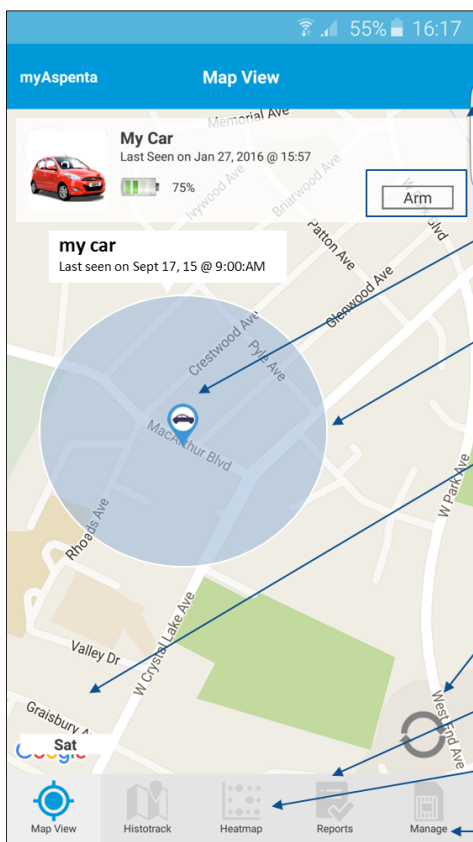 55% 16:17
myAspenta Map View
Memorial Ave
My Car
Last Seen on Jan 27, 2016 @ 15:57
75%
Arm
Ivywood Ave
Briarwood Ave
W Park Blvd
my car
Last seen on Sept 17, 15 @ 9:00:AM
Patton Ave
Glenwood Ave
Crestwood Ave
Pyle Ave
MacArthur Blvd
W Park Ave
Rhoads Ave
Valley Dr
W Crystal Lake Ave
Graisbury
West End Ave
Sat
Google
Map View Histotrack Heatmap Reports Manage